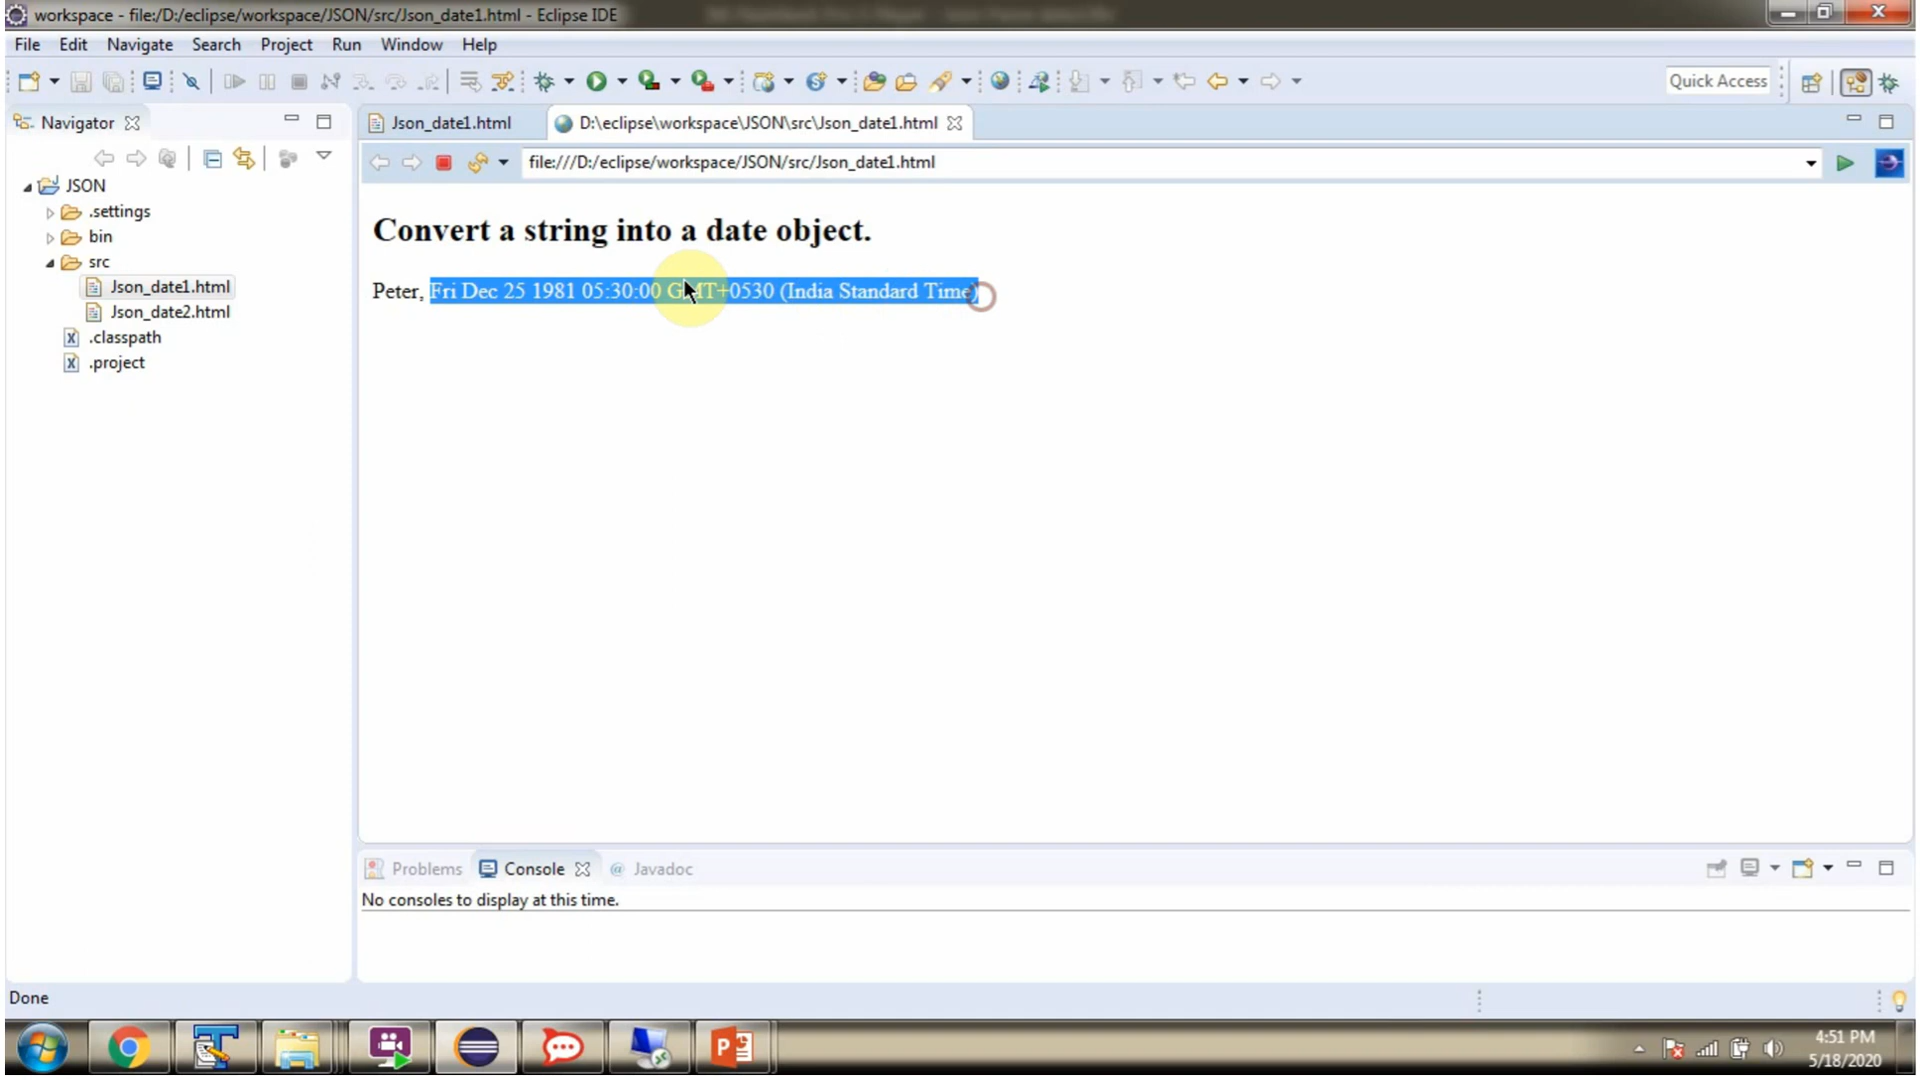 workspace - file:/D:/eclipse/workspace/JSON/src/Json_date1.html - Eclipse IDE
File Edit Navigate Search Project Run Window Help
Quick Access
Navigator
Json_date1.html
D:\eclipse\workspace\JSON\src\Json_date1.html
file:///D:/eclipse/workspace/JSON/src/Json_date1.html
JSON
.settings
bin
src
Json_date1.html
Json_date2.html
.classpath
.project
Convert a string into a date object.
Peter, Fri Dec 25 1981 05:30:00 GMT+0530 (India Standard Time)
Problems Console @ Javadoc
No consoles to display at this time.
Done
4:51 PM
5/18/2020